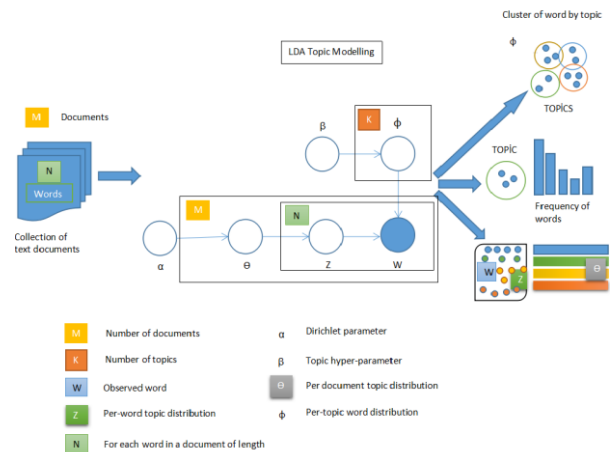 Cluster of word by topic
ϕ
TOPİCS
LDA Topic Modelling
M Documents
N
Words
Collection of
text documents
K
β
ϕ
TOPİC
Frequency of
words
M
N
α
Θ
Z
W
W
Z
Θ
M Number of documents
α Dirichlet parameter
K Number of topics
β Topic hyper-parameter
W Observed word
Θ Per document topic distribution
Z Per-word topic distribution
ϕ Per-topic word distribution
N For each word in a document of length